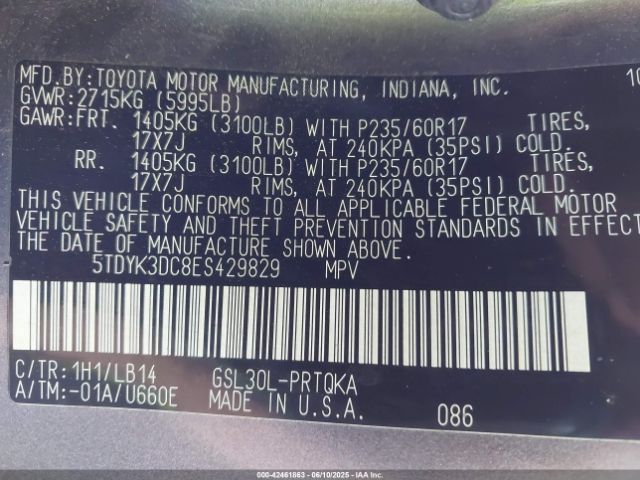 MFD.BY:TOYOTA MOTOR MANUFACTURING, INDIANA, INC. 10
GVWR:2715KG (5995LB)
GAWR:FRT. 1405KG (3100LB) WITH P235/60R17 TIRES,
17X7J RIMS, AT 240KPA (35PSI) COLD.
RR. 1405KG (3100LB) WITH P235/60R17 TIRES,
17X7J RIMS, AT 240KPA (35PSI) COLD.
THIS VEHICLE CONFORMS TO ALL APPLICABLE FEDERAL MOTOR
VEHICLE SAFETY AND THEFT PREVENTION STANDARDS IN EFFE
THE DATE OF MANUFACTURE SHOWN ABOVE.
5TDYK3DC8ES429829 MPV
C/TR:1H1/LB14 GSL30L-PRTQKA
A/TM:-01A/U660E MADE IN U.S.A. 086
000-42461863 - 06/10/2025 - IAAI.COM